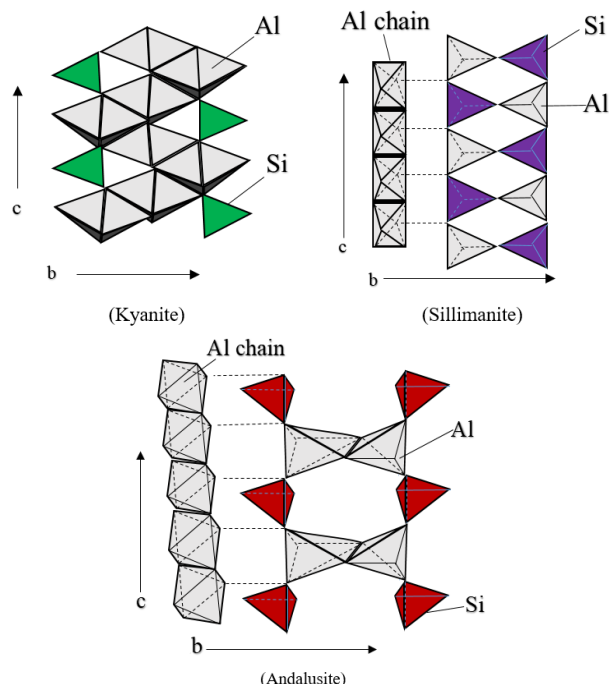 Al
Si
c
b
(Kyanite)
Al chain
Si
Al
c
b
(Sillimanite)
Al chain
Al
c
Si
b
(Andalusite)